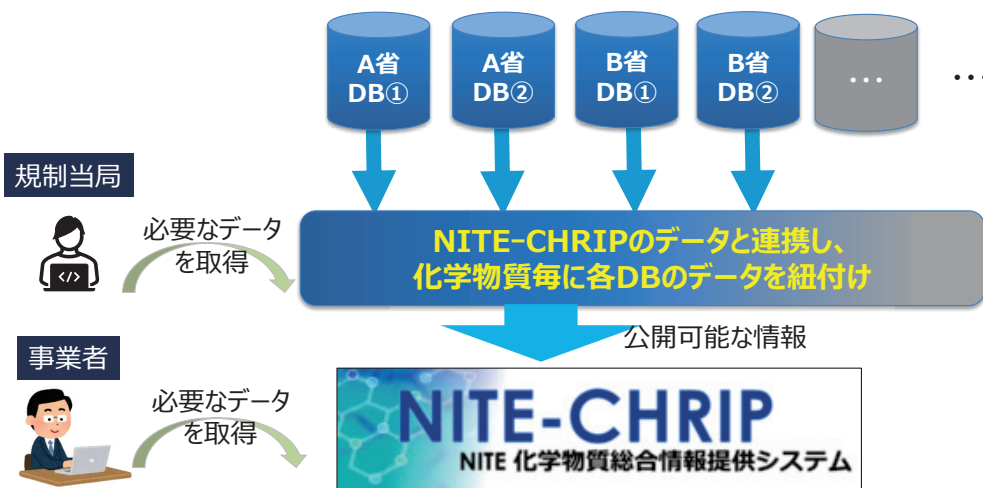 A省
DB①
A省
DB②
B省
DB①
B省
DB②
...
...
規制当局
</>
必要なデータ
を取得
NITE-CHRIPのデータと連携し、
化学物質毎に各DBのデータを紐付け
公開可能な情報
事業者
必要なデータ
を取得
NITE-CHRIP
NITE 化学物質総合情報提供システム